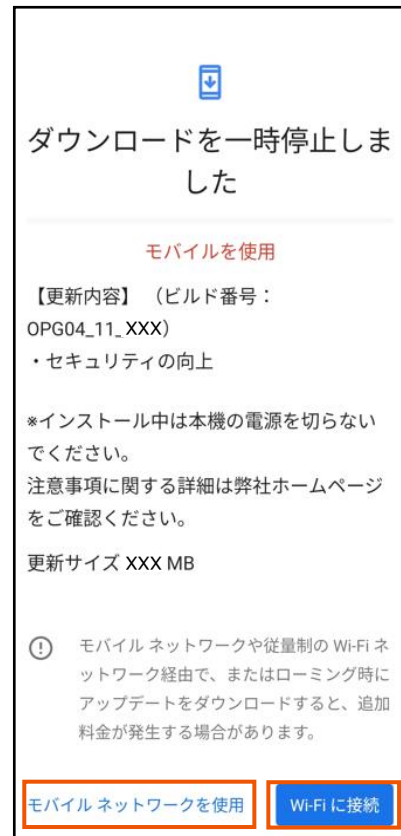 ダウンロードを一時停止しま
した
モバイルを使用
【更新内容】 (ビルド番号：
OPG04_11_XXX)
・セキュリティの向上
※インストール中は本機の電源を切らない
でください。
注意事項に関する詳細は弊社ホームページ
をご確認ください。
更新サイズ XXX MB
モバイル ネットワークや従量制の Wi-Fi ネ
ットワーク経由で、またはローミング時に
アップデートをダウンロードすると、追加
料金が発生する場合があります。
モバイル ネットワークを使用
Wi-Fi に接続